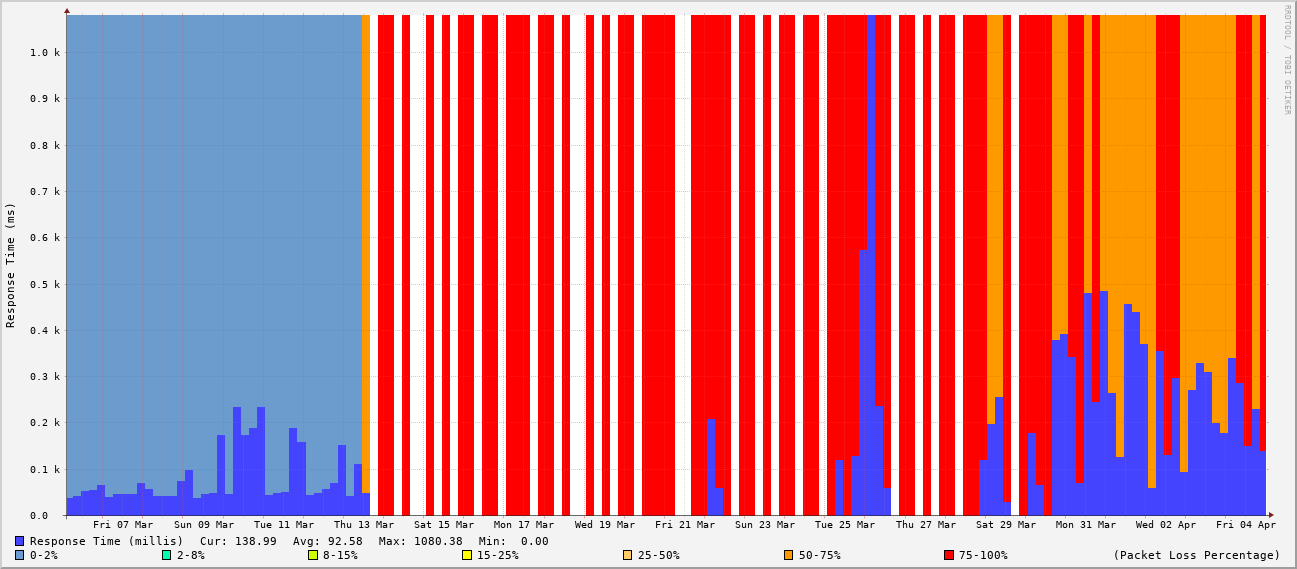 RRDTOOL / TOBI OETIKER
Response Time (ms)
1.0 k
0.9 k
0.8 k
0.7 k
0.6 k
0.5 k
0.4 k
0.3 k
0.2 k
0.1 k
0.0
Fri 07 Mar Sun 09 Mar Tue 11 Mar Thu 13 Mar Sat 15 Mar Mon 17 Mar Wed 19 Mar Fri 21 Mar Sun 23 Mar Tue 25 Mar Thu 27 Mar Sat 29 Mar Mon 31 Mar Wed 02 Apr Fri 04 Apr
Response Time (millis) Cur: 138.99 Avg: 92.58 Max: 1080.38 Min: 0.00
0-2% 2-8% 8-15% 15-25% 25-50% 50-75% 75-100% (Packet Loss Percentage)